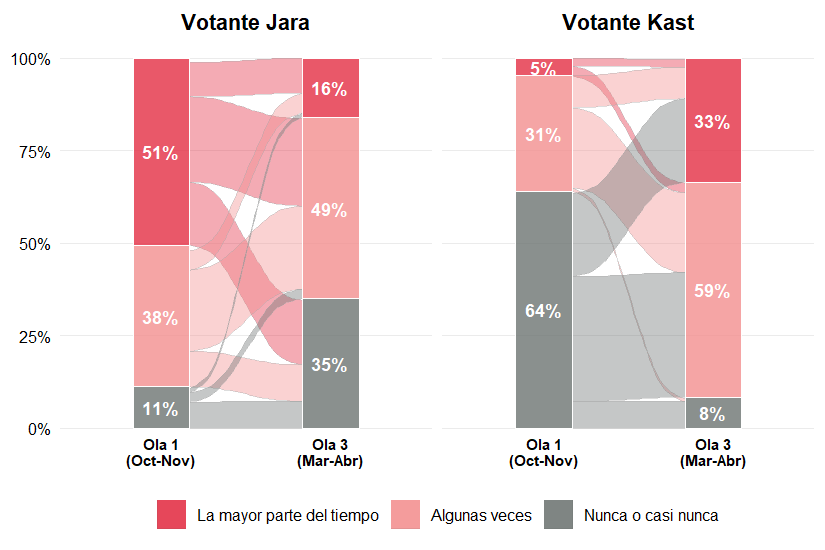 Votante Jara
Votante Kast
100%
75%
50%
25%
0%
51%
38%
11%
16%
49%
35%
5%
31%
64%
33%
59%
8%
Ola 1
(Oct-Nov)
Ola 3
(Mar-Abr)
Ola 1
(Oct-Nov)
Ola 3
(Mar-Abr)
La mayor parte del tiempo
Algunas veces
Nunca o casi nunca